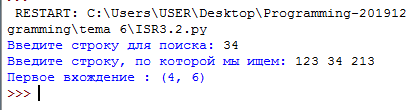 RESTART: C:\Users\USER\Desktop\Programming-201912
gramming\tema 6\ISR3.2.py
Введите строку для поиска: 34
Введите строку, по которой мы ищем: 123 34 213
Первое вхождение : (4, 6)
>>>